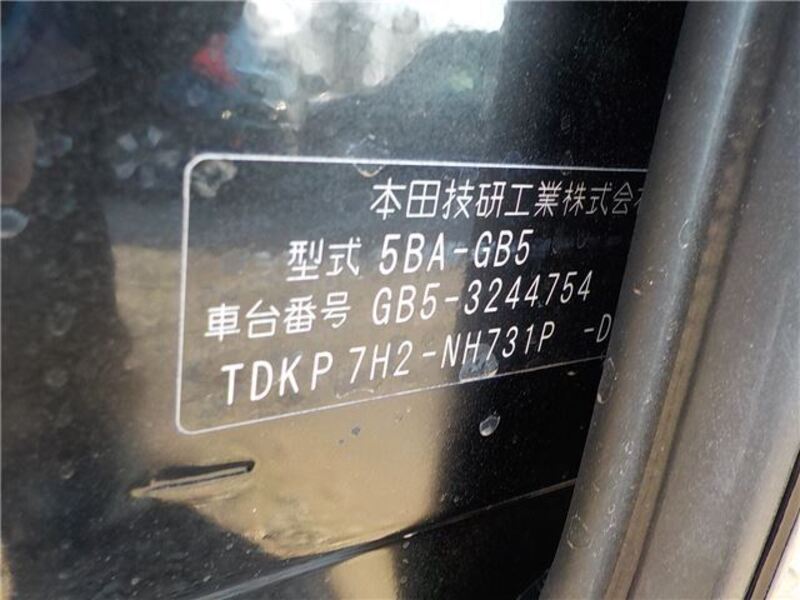 本田技研工業株式会
型式 5BA-GB5
車台番号 GB5-3244754
TDKP 7H2-NH731P -D